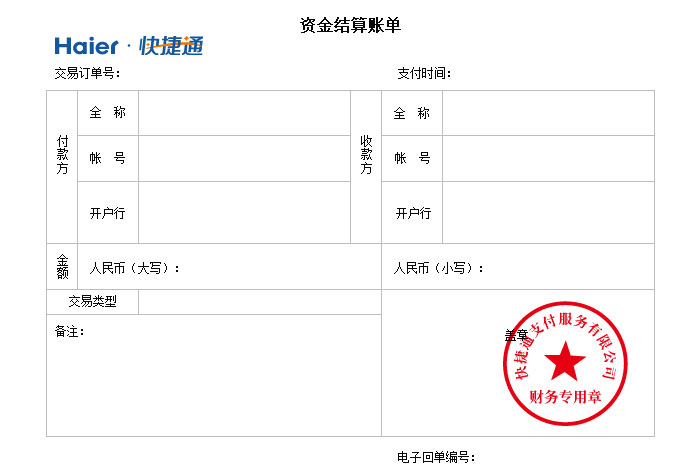 资金结算账单
Haier·快捷通
交易订单号： 支付时间：
付款方 全 称 收款方 全 称
帐 号 帐 号
开户行 开户行
金额 人民币（大写）： 人民币（小写）：
交易类型
备注： 盖章
快捷通支付服务有限公司
财务专用章
电子回单编号：